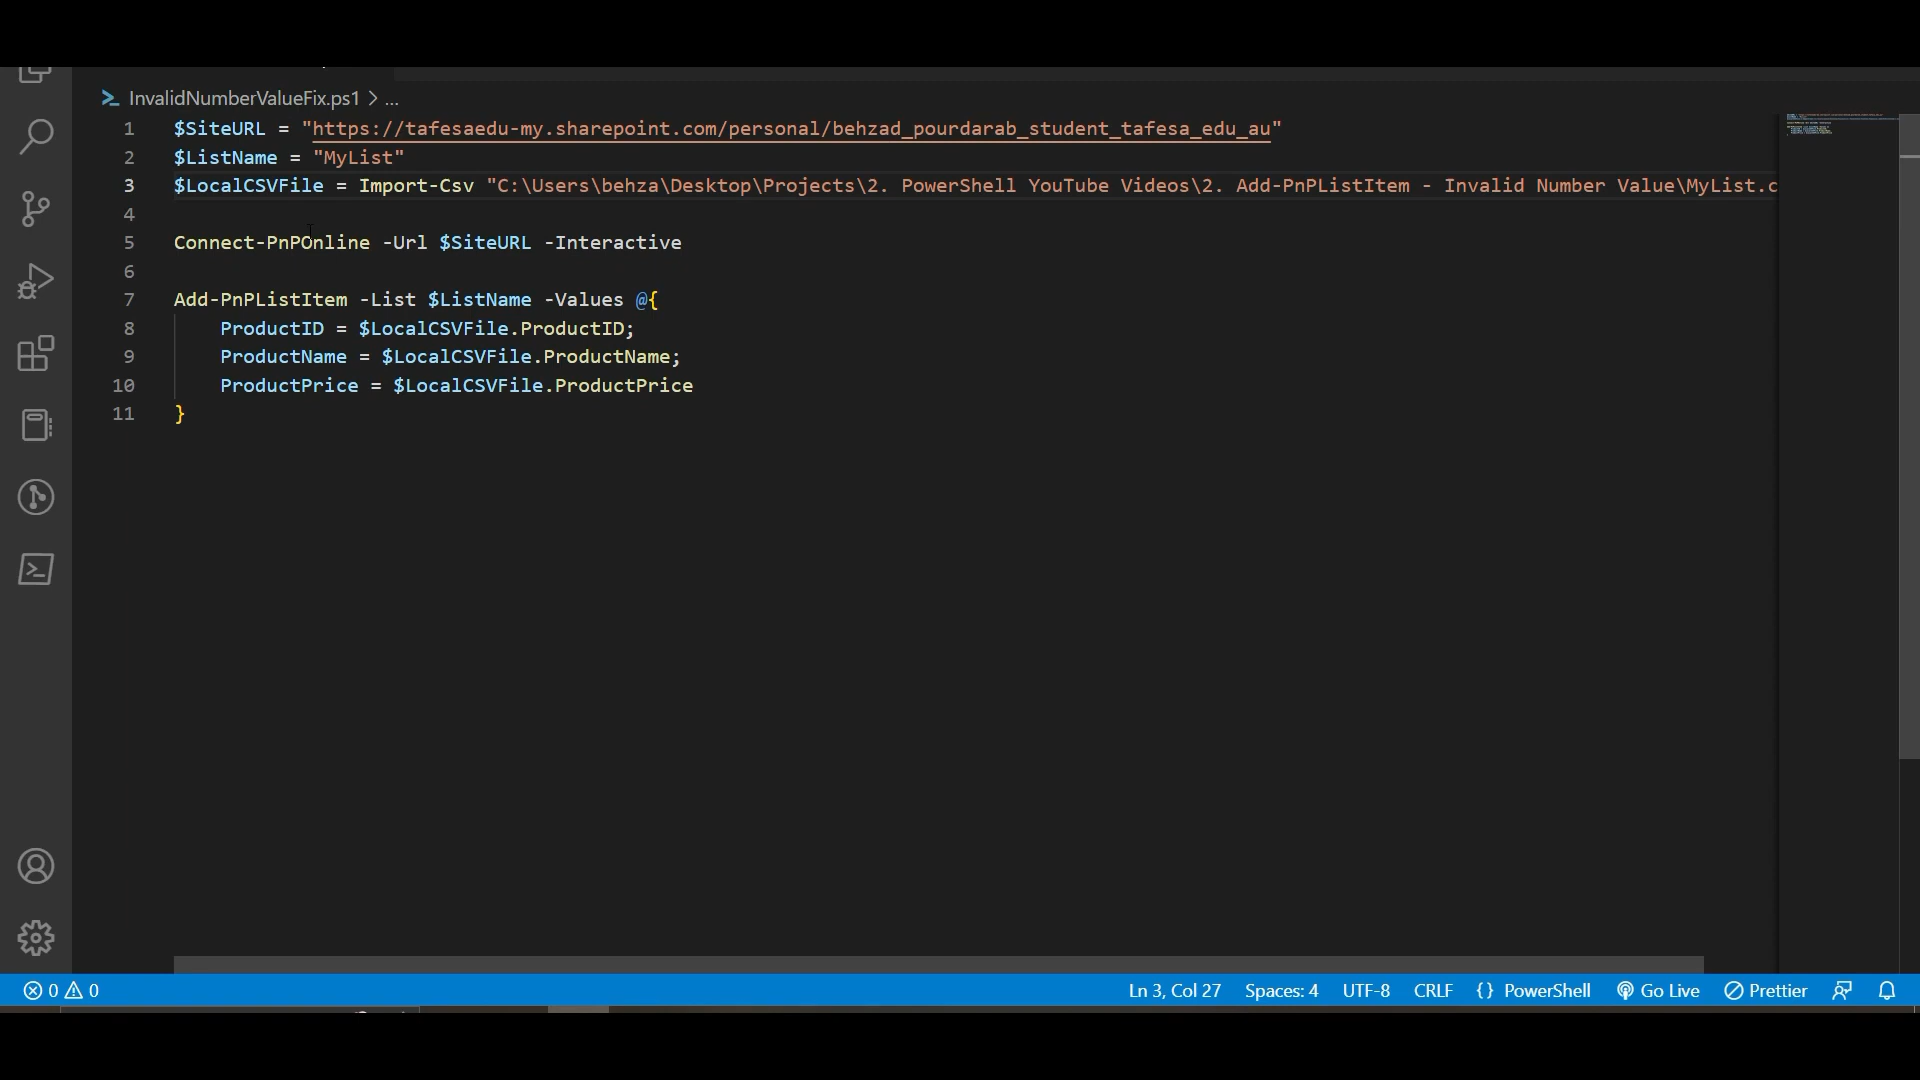 InvalidNumberValueFix.ps1 > ...
1 $SiteURL = "https://tafesaedu-my.sharepoint.com/personal/behzad_pourdarab_student_tafesa_edu_au"
2 $ListName = "MyList"
3 $LocalCSVFile = Import-Csv "C:\Users\behza\Desktop\Projects\2. PowerShell YouTube Videos\2. Add-PnPListItem - Invalid Number Value\MyList.c
4
5 Connect-PnPOnline -Url $SiteURL -Interactive
6
7 Add-PnPListItem -List $ListName -Values @{
8     ProductID = $LocalCSVFile.ProductID;
9     ProductName = $LocalCSVFile.ProductName;
10     ProductPrice = $LocalCSVFile.ProductPrice
11 }
0 0 Ln 3, Col 27 Spaces: 4 UTF-8 CRLF {} PowerShell Go Live Prettier